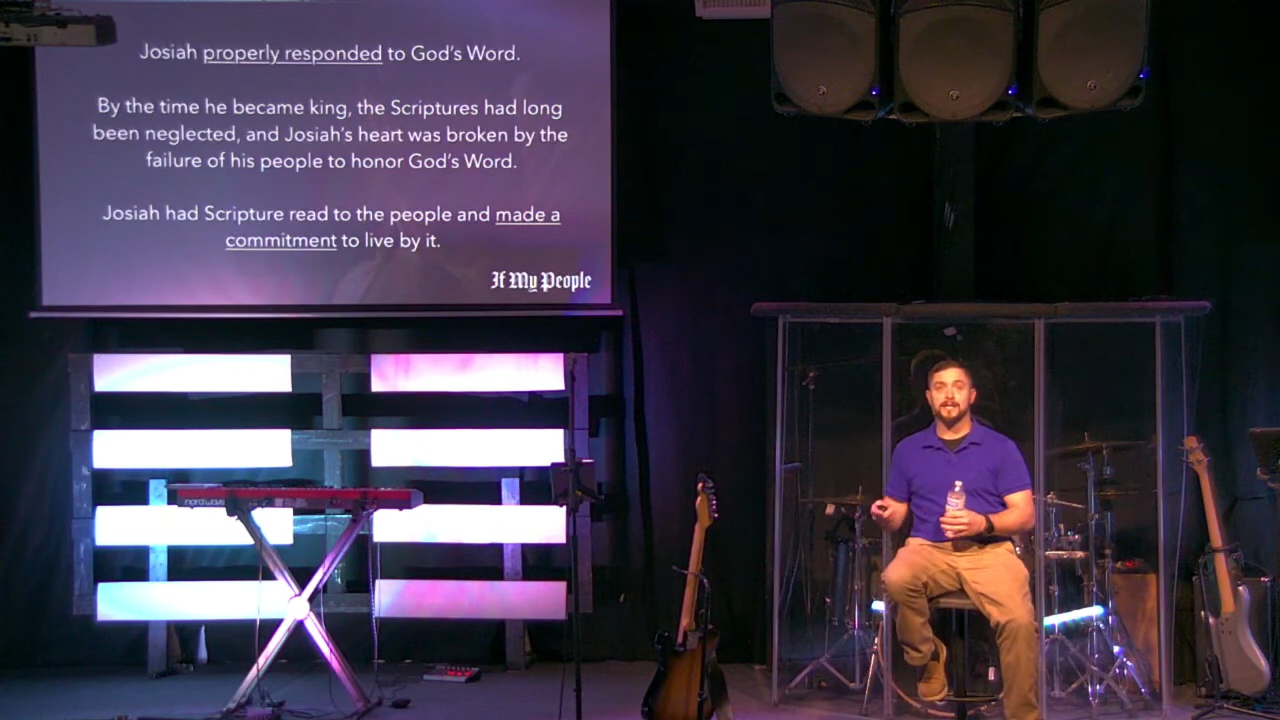 Josiah properly responded to God's Word.
By the time he became king, the Scriptures had long
been neglected, and Josiah's heart was broken by the
failure of his people to honor God's Word.
Josiah had Scripture read to the people and made a
commitment to live by it.
If My People
nord wave